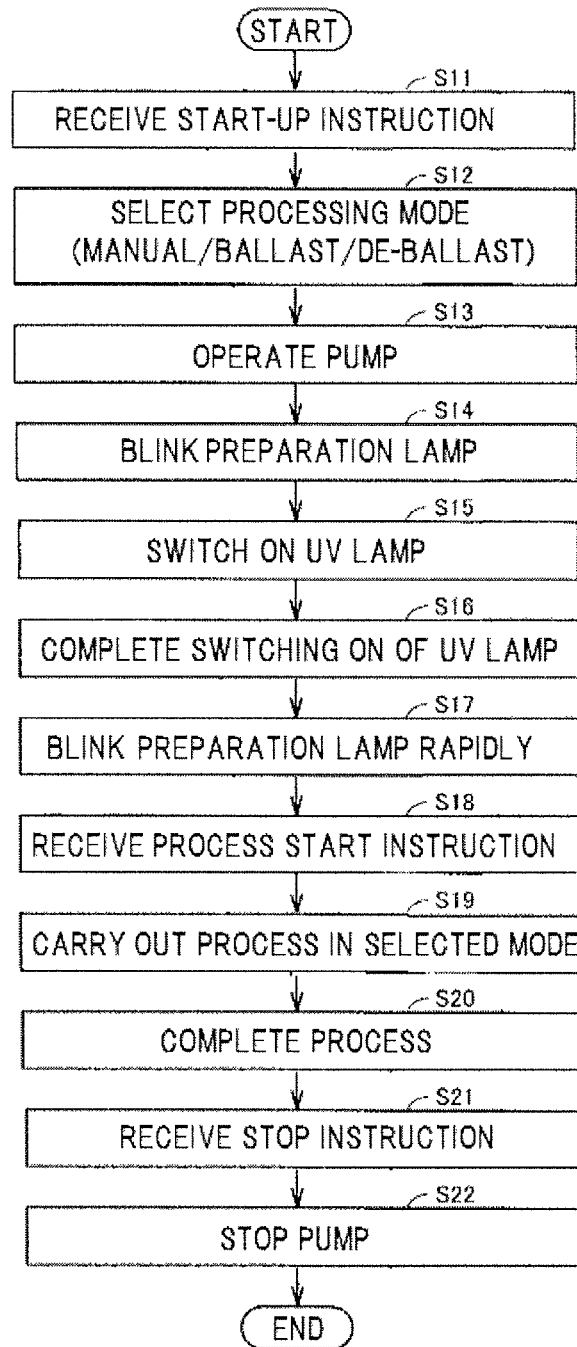 START
S11
RECEIVE START-UP INSTRUCTION
S12
SELECT PROCESSING MODE
(MANUAL/BALLAST/DE-BALLAST)
S13
OPERATE PUMP
S14
BLINK PREPARATION LAMP
S15
SWITCH ON UV LAMP
S16
COMPLETE SWITCHING ON OF UV LAMP
S17
BLINK PREPARATION LAMP RAPIDLY
S18
RECEIVE PROCESS START INSTRUCTION
S19
CARRY OUT PROCESS IN SELECTED MODE
S20
COMPLETE PROCESS
S21
RECEIVE STOP INSTRUCTION
S22
STOP PUMP
END